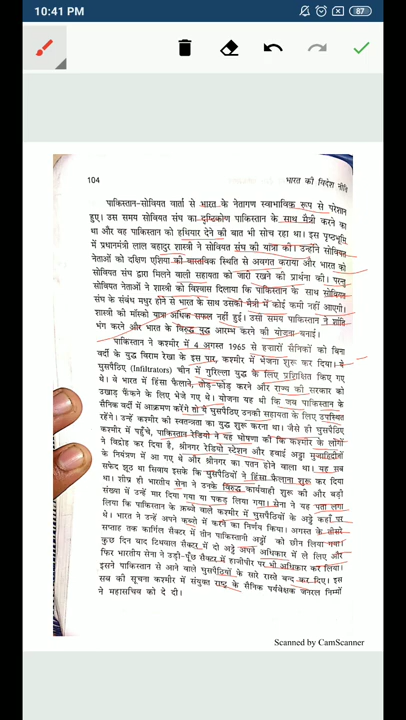 10:41 PM
87
104
भारत की विदेश नीति
पाकिस्तान-सोवियत वार्ता से भारत के नेतागण स्वाभाविक रूप से परेशान
हुए। उस समय सोवियत संघ का दृष्टिकोण पाकिस्तान के साथ मैत्री करने का
था और वह पाकिस्तान को हथियार देने की बात भी सोच रहा था। इस पृष्ठभूमि
में प्रधानमंत्री लाल बहादुर शास्त्री ने सोवियत संघ की यात्रा की। उन्होंने सोवियत
नेताओं को दक्षिण एशिया की वास्तविक स्थिति से अवगत कराया और भारत को
सोवियत संघ द्वारा मिलने वाली सहायता को जारी रखने की प्रार्थना की। परन्तु
सोवियत नेताओं ने शास्त्री को विश्वास दिलाया कि पाकिस्तान के साथ सोवियत
संघ के संबंध मधुर होने से भारत के साथ उसकी मैत्री में कोई कमी नहीं आएगी।
शास्त्री की मॉस्को यात्रा अधिक सफल नहीं हुई। उसी समय पाकिस्तान ने शांति
भंग करने और भारत के विरुद्ध युद्ध आरम्भ करने की योजना बनाई।
पाकिस्तान ने कश्मीर में 4 अगस्त 1965 से हजारों सैनिकों को बिना
वर्दी के युद्ध विराम रेखा के इस पार, कश्मीर में भेजना शुरू कर दिया। ये
घुसपैठिए (Infiltrators) चीन में गुरिल्ला युद्ध के लिए प्रशिक्षित किए गए
थे। वे भारत में हिंसा फैलाने, तोड़-फोड़ करने और राज्य की सरकार को
उखाड़ फैंकने के लिए भेजे गए थे। योजना यह थी कि जब पाकिस्तान के
सैनिक वर्दी में आक्रमण करेंगे तो ये घुसपैठिए उनकी सहायता के लिए उपस्थित
रहेंगे। उन्हें कश्मीर की स्वतन्त्रता का युद्ध शुरू करना था। जैसे ही घुसपैठिए
कश्मीर में पहुँचे, पाकिस्तान रेडियो ने यह घोषणा की कि कश्मीर के लोगों
ने विद्रोह कर दिया है, श्रीनगर रेडियो स्टेशन और हवाई अड्डा मुजाहिदों
के नियंत्रण में आ गए थे और श्रीनगर का पतन होने वाला था। यह सब
सफेद झूठ था सिवाय इसके कि घुसपैठियों ने हिंसा फैलाना शुरू कर दिया
था। शीघ्र ही भारतीय सेना ने उनके विरुद्ध कार्यवाही शुरू की और बड़ी
संख्या में उन्हें मार दिया गया या पकड़ लिया गया। सेना ने यह पता लगा
लिया कि पाकिस्तान के क़ब्जे वाले कश्मीर में घुसपैठियों के अड्डे कहाँ पर
थे। भारत ने उन्हें अपने कब्जे में करने का निर्णय किया। अगस्त के तीसरे
सप्ताह तक कार्गिल सैक्टर में तीन पाकिस्तानी अड्डों को छीन लिया गया।
कुछ दिन बाद टिथवाल सैक्टर में दो अड्डे अपने अधिकार में ले लिए और
फिर भारतीय सेना ने उड़ी-पूँछ सैक्टर में हाजीपीर पर भी अधिकार कर लिया।
इसने पाकिस्तान से आने वाले घुसपैठियों के सारे रास्ते बन्द कर दिए। इस
सब की सूचना कश्मीर में संयुक्त राष्ट्र के सैनिक पर्यवेक्षक जनरल निम्मो
ने महासचिव को दे दी।
Scanned by CamScanner